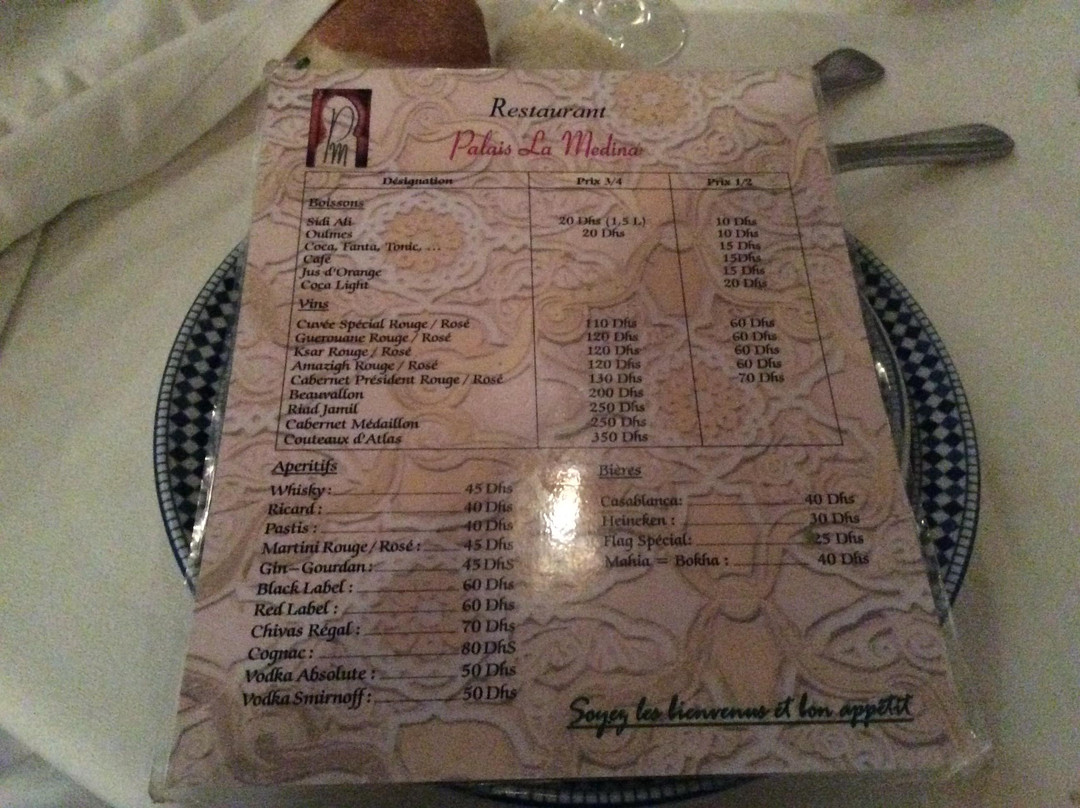 PM
Restaurant
Palais La Medina
Désignation Prix 3/4 Prix 1/2
Boissons
Sidi Ali 20 Dhs (1.5 L) 10 Dhs
Oulmes 20 Dhs 10 Dhs
Coca, Fanta, Tonic, ... 15 Dhs
Café 15Dhs
Jus d'Orange 15 Dhs
Coca Light 20 Dhs
Vins
Cuvée Spécial Rouge / Rosé 110 Dhs 60 Dhs
Guerouane Rouge / Rosé 120 Dhs 60 Dhs
Ksar Rouge / Rosé 120 Dhs 60 Dhs
Amazigh Rouge / Rosé 120 Dhs 60 Dhs
Cabernet Président Rouge / Rosé 130 Dhs 70 Dhs
Beauvallon 200 Dhs
Riad Jamil 250 Dhs
Cabernet Médaillon 250 Dhs
Couteaux d'Atlas 350 Dhs
Aperitifs
Whisky: 45 Dhs
Ricard : 40 Dhs
Pastis : 40 Dhs
Martini Rouge / Rosé : 45 Dhs
Gin–Gourdan: 45 DhS
Black Label : 60 Dhs
Red Label : 60 Dhs
Chivas Régal : 70 Dhs
Cognac : 80 DhS
Vodka Absolute : 50 Dhs
Vodka Smirnoff : 50 Dhs
Bières
Casablanca: 40 Dhs
Heineken : 30 Dhs
Flag Spécial: 25 Dhs
Mahia = Bokha : 40 Dhs
Soyez les bienvenus et bon appétit